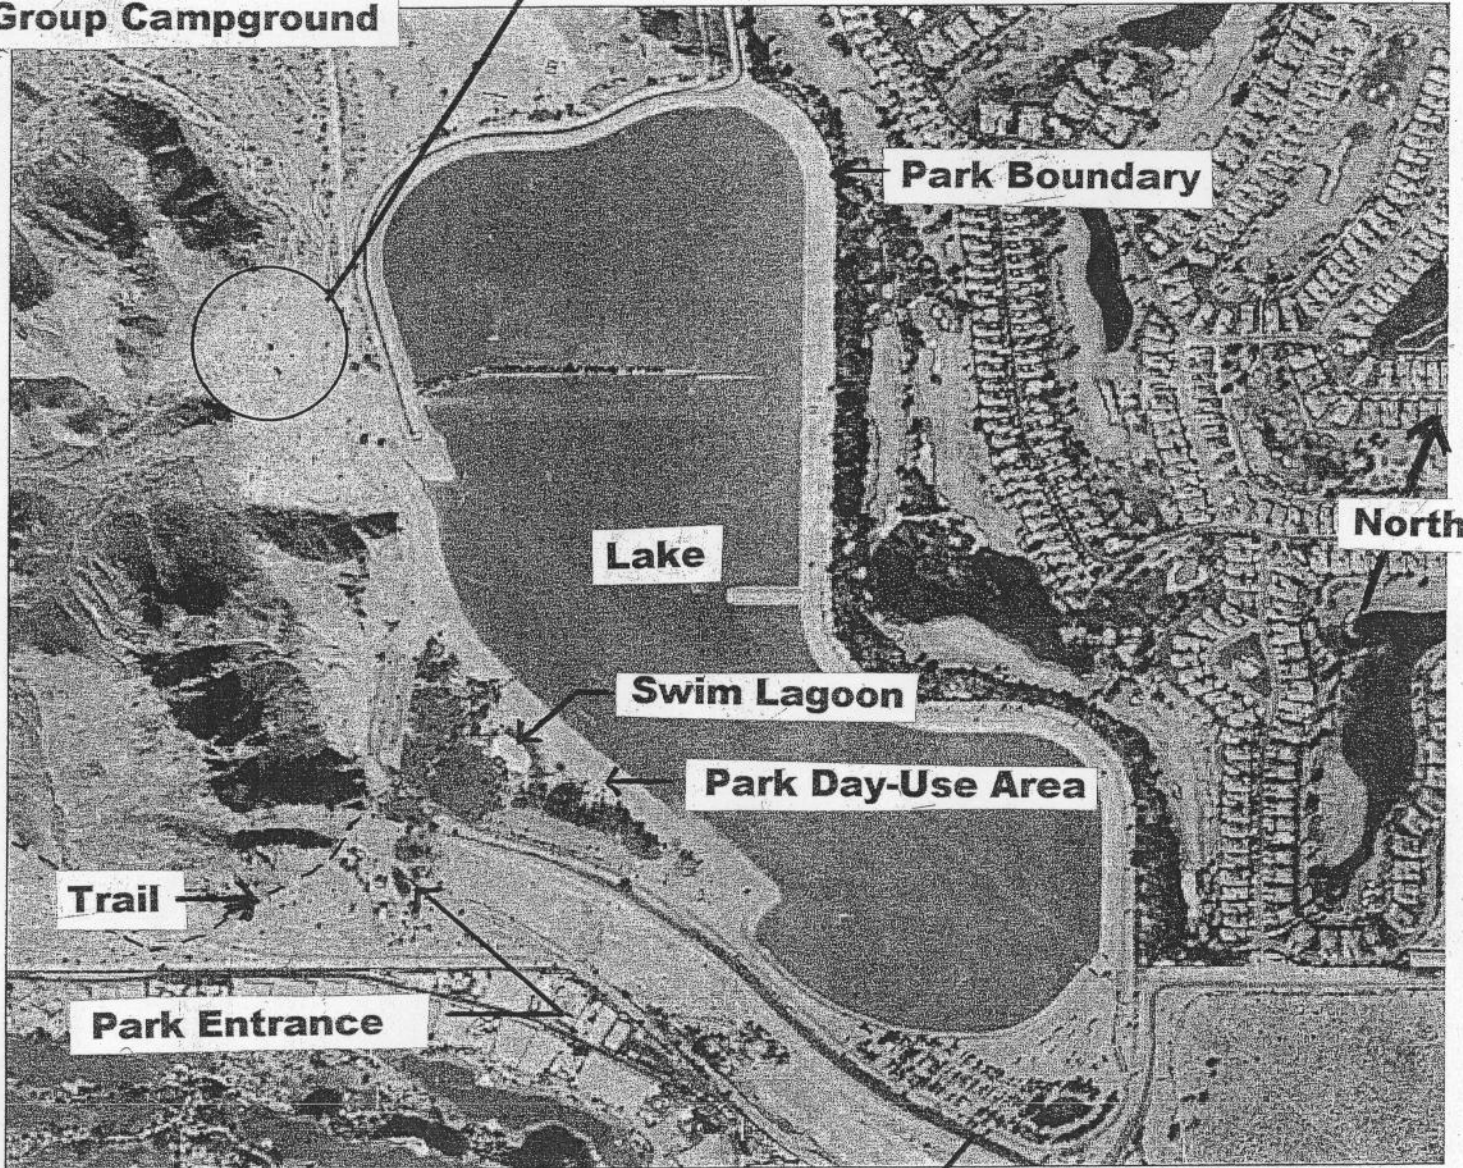 Group Campground
Park Boundary
North
Lake
Swim Lagoon
Park Day-Use Area
Trail
Park Entrance